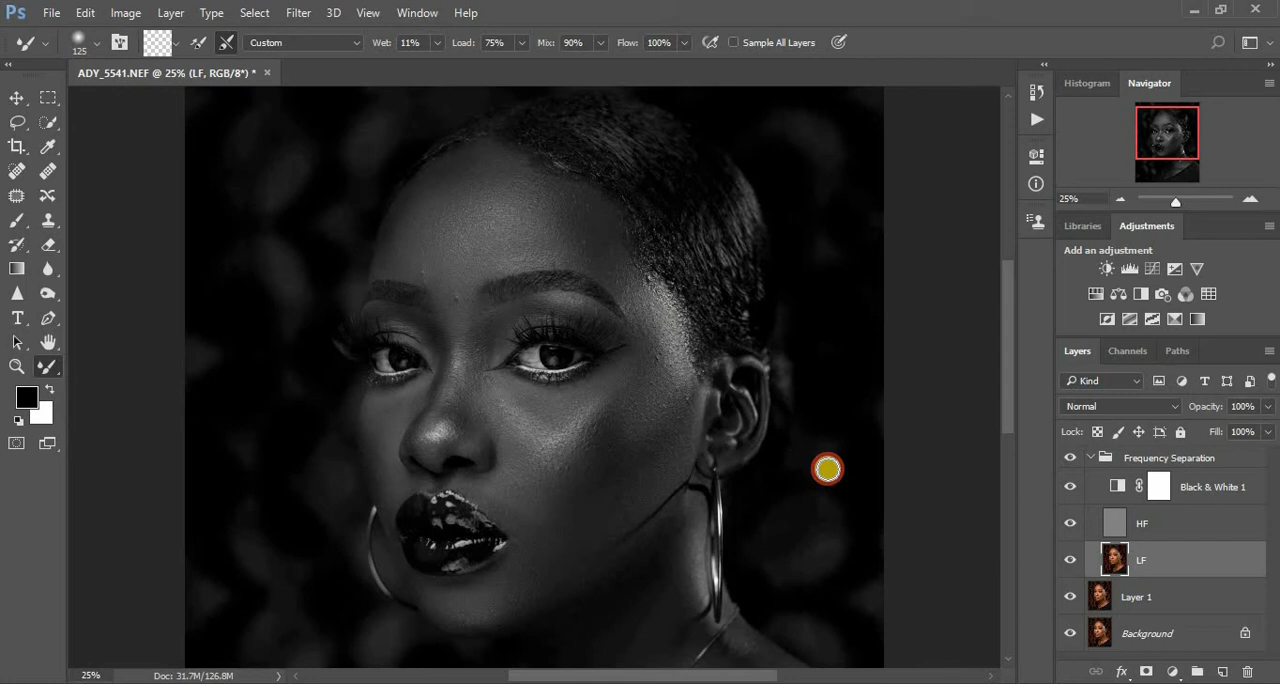 Ps File Edit Image Layer Type Select Filter 3D View Window Help
125 Custom Wet: 11% Load: 75% Mix: 90% Flow: 100% Sample All Layers
ADY_5541.NEF @ 25% (LF, RGB/8*) * ×
Histogram Navigator
25%
Libraries Adjustments
Add an adjustment
Layers Channels Paths
Kind
Normal Opacity: 100%
Lock: Fill: 100%
Frequency Separation
Black & White 1
HF
LF
Layer 1
Background
25% Doc: 31.7M/126.8M